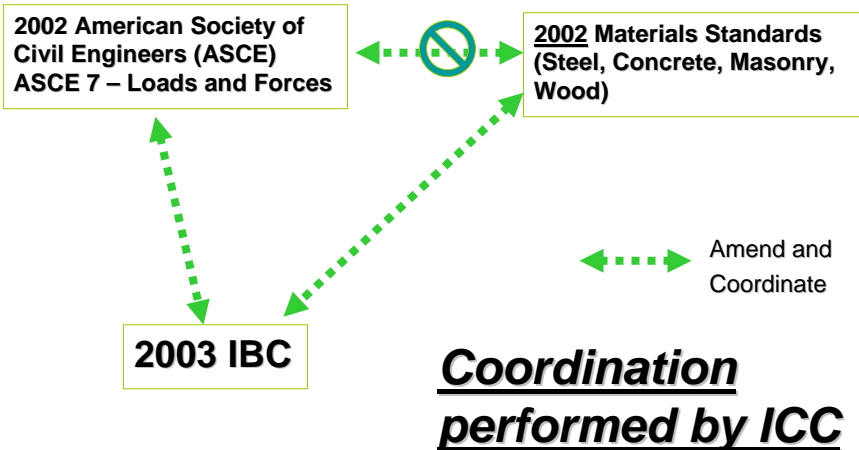 2002 American Society of
Civil Engineers (ASCE)
ASCE 7 – Loads and Forces
2002 Materials Standards
(Steel, Concrete, Masonry,
Wood)
Amend and
Coordinate
2003 IBC
Coordination
performed by ICC